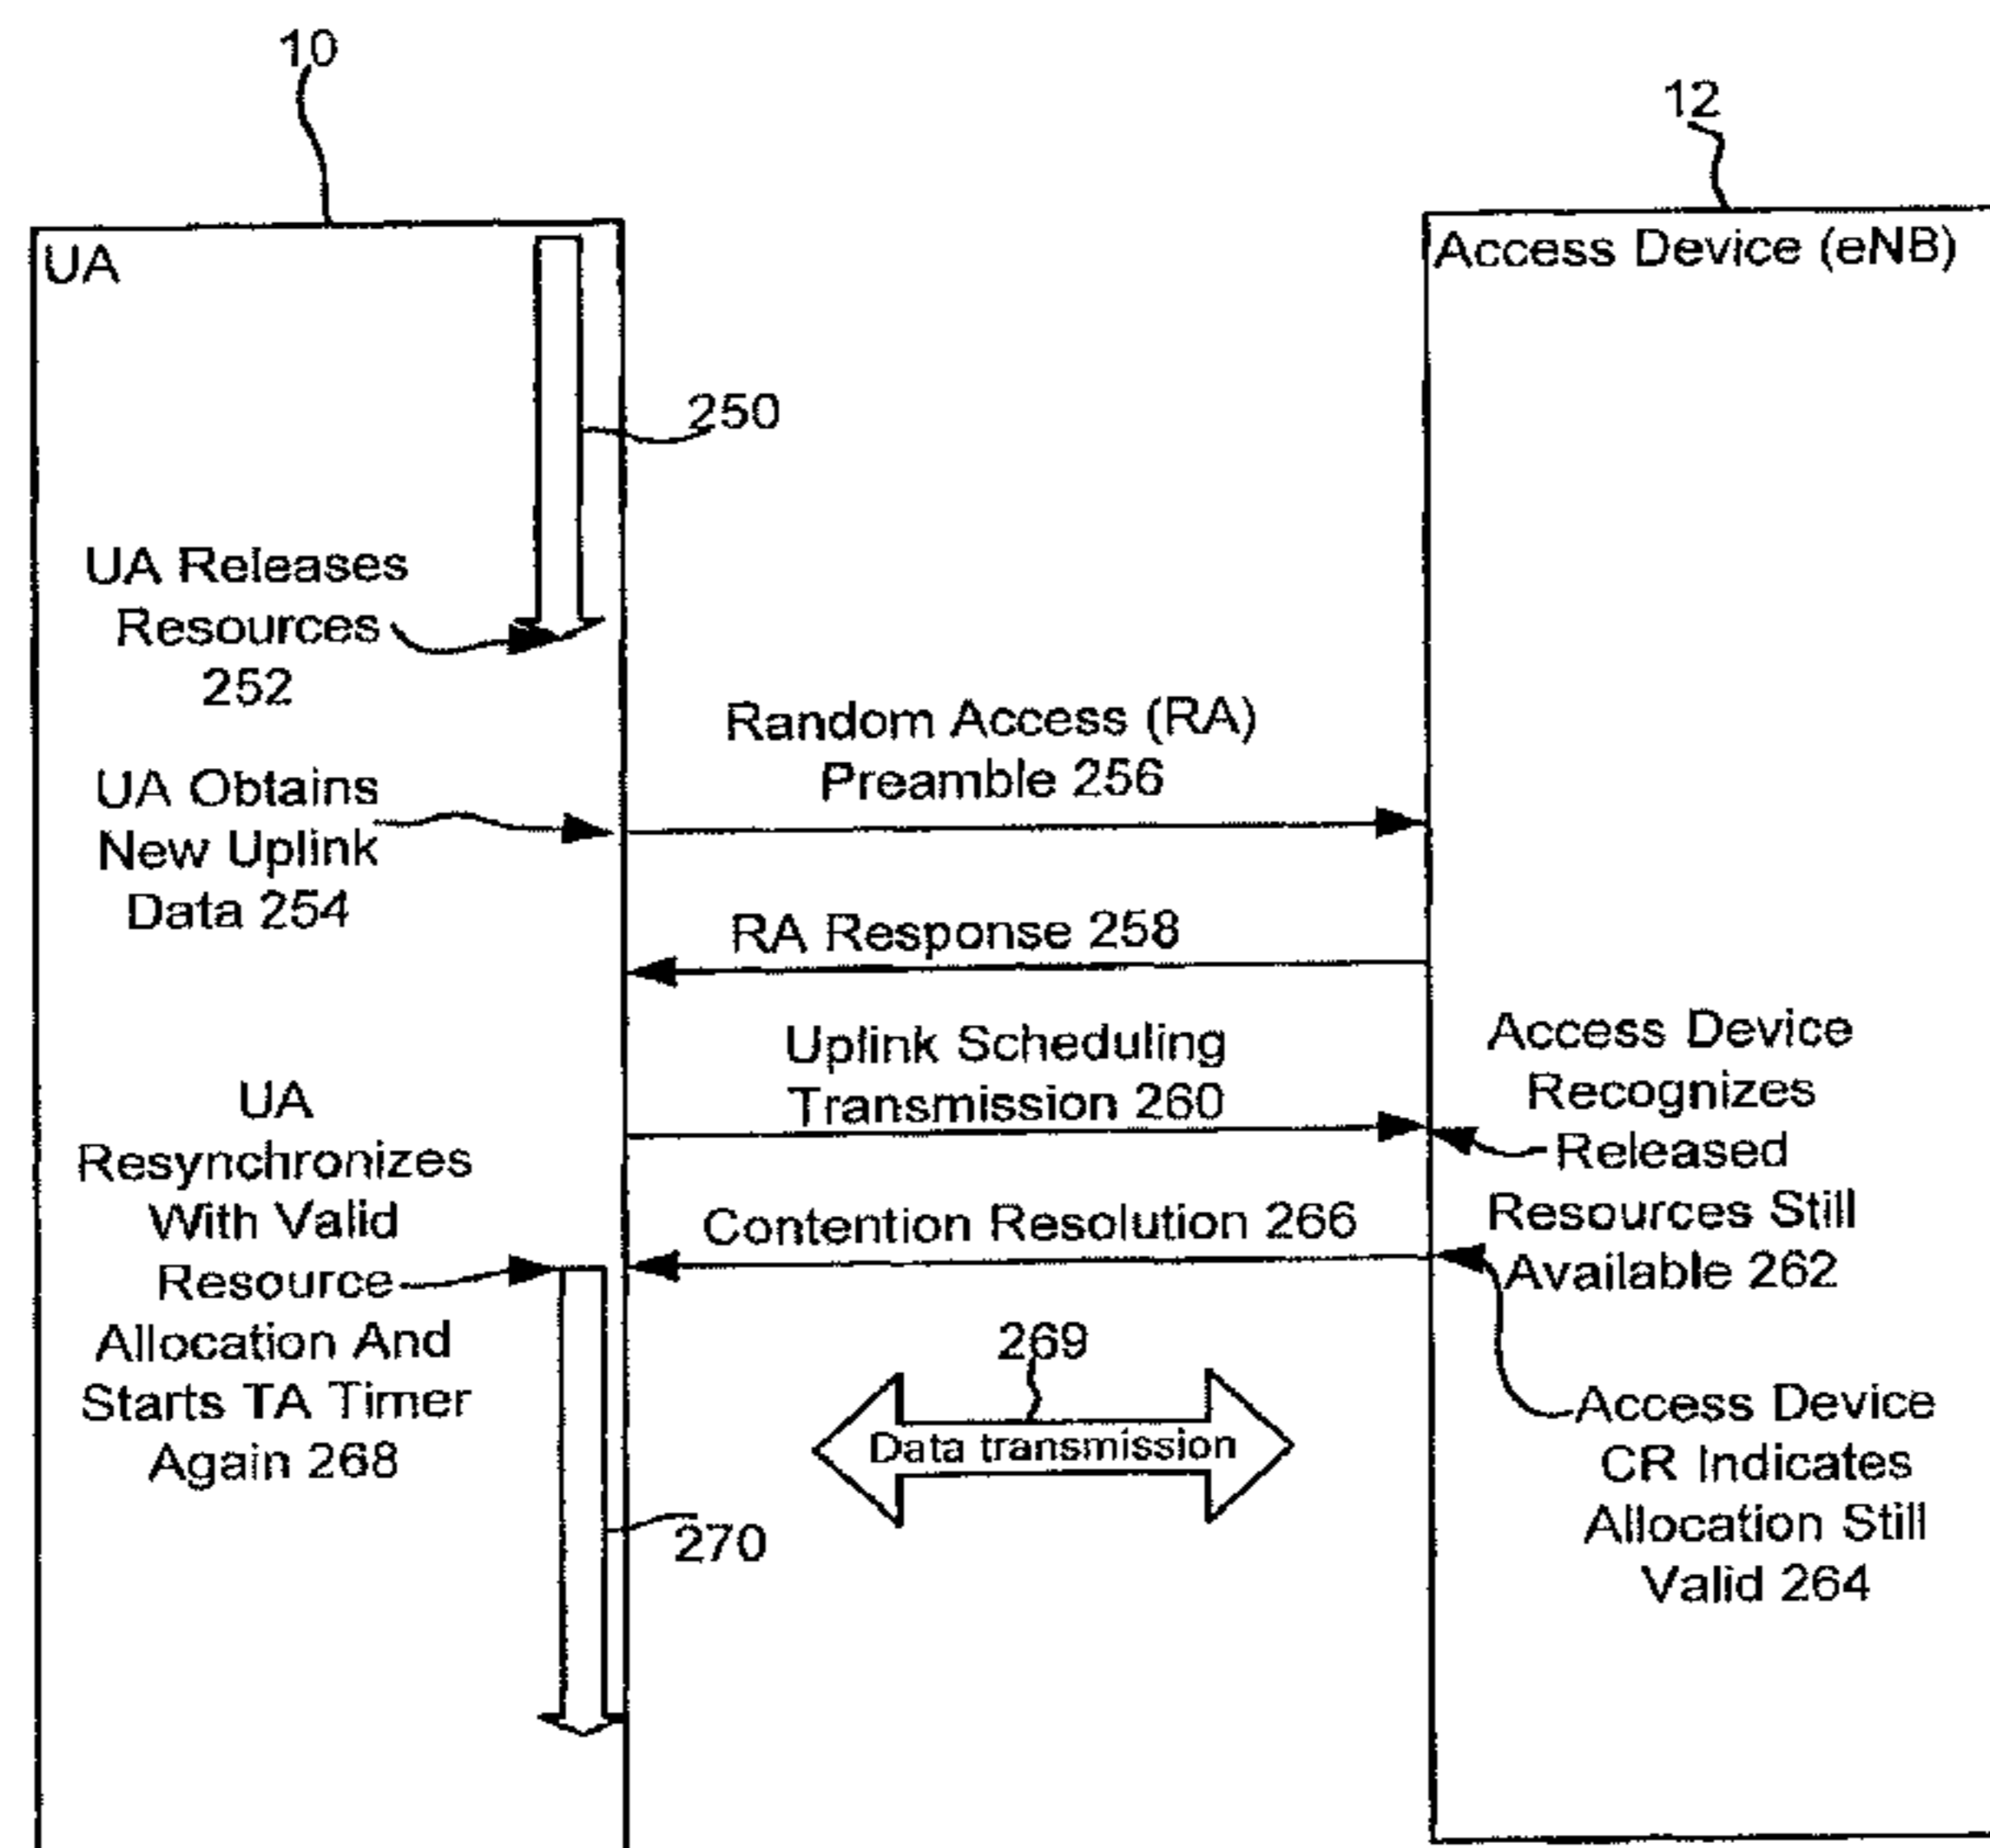 10
12
UA
Access Device (eNB)
250
UA Releases
Resources
252
Random Access (RA)
Preamble 256
UA Obtains
New Uplink
Data 254
RA Response 258
Uplink Scheduling
Transmission 260
Access Device
Recognizes
Released
Resources Still
Available 262
UA
Resynchronizes
With Valid
Resource
Allocation And
Starts TA Timer
Again 268
Contention Resolution 266
269
Data transmission
Access Device
CR Indicates
Allocation Still
Valid 264
270